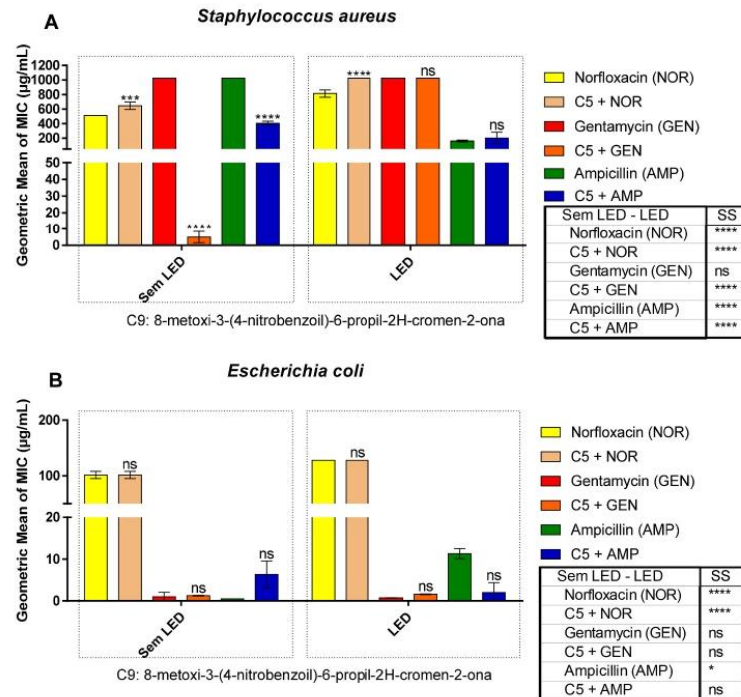 A
Staphylococcus aureus
Geometric Mean of MIC (µg/mL)
1200
1000
800
600
400
200
50
40
30
20
10
0
***
****
****
****
ns
ns
Sem LED
LED
Norfloxacin (NOR)
C5 + NOR
Gentamycin (GEN)
C5 + GEN
Ampicillin (AMP)
C5 + AMP
Sem LED - LED SS
Norfloxacin (NOR) ****
C5 + NOR ****
Gentamycin (GEN) ns
C5 + GEN ****
Ampicillin (AMP) ****
C5 + AMP ****
C9: 8-metoxi-3-(4-nitrobenzoil)-6-propil-2H-cromen-2-ona
B
Escherichia coli
Geometric Mean of MIC (µg/mL)
200
100
20
10
0
ns
ns
ns
ns
ns
ns
Sem LED
LED
Norfloxacin (NOR)
C5 + NOR
Gentamycin (GEN)
C5 + GEN
Ampicillin (AMP)
C5 + AMP
Sem LED - LED SS
Norfloxacin (NOR) ****
C5 + NOR ****
Gentamycin (GEN) ns
C5 + GEN ns
Ampicillin (AMP) *
C5 + AMP ns
C9: 8-metoxi-3-(4-nitrobenzoil)-6-propil-2H-cromen-2-ona